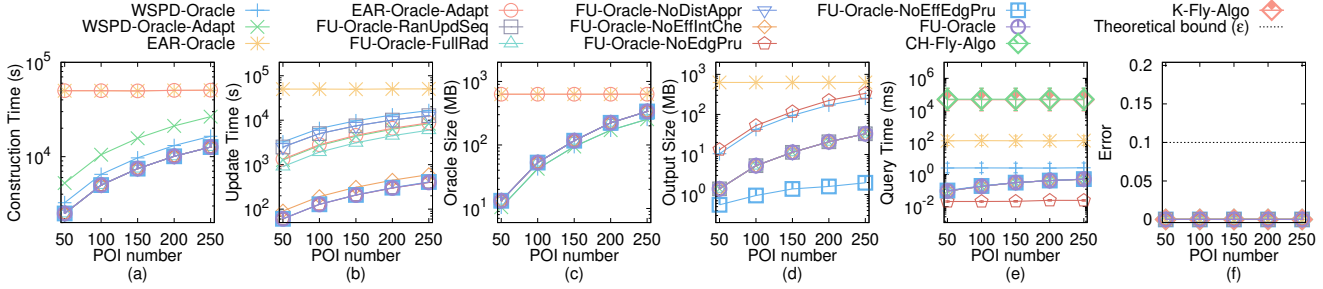 WSPD-Oracle EAR-Oracle-Adapt FU-Oracle-NoDistAppr FU-Oracle-NoEffEdgPru K-Fly-Algo
WSPD-Oracle-Adapt FU-Oracle-RanUpdSeq FU-Oracle-NoEffIntChe FU-Oracle Theoretical bound (ε)
EAR-Oracle FU-Oracle-FullRad FU-Oracle-NoEdgPru CH-Fly-Algo
Construction Time (s)
10^5
10^4
50 100 150 200 250
POI number
(a)
Update Time (s)
10^5
10^4
10^3
10^2
50 100 150 200 250
POI number
(b)
Oracle Size (MB)
10^3
10^2
10^1
50 100 150 200 250
POI number
(c)
Output Size (MB)
10^3
10^2
10^1
10^0
50 100 150 200 250
POI number
(d)
Query Time (ms)
10^6
10^4
10^2
10^0
10^-2
50 100 150 200 250
POI number
(e)
Error
0.2
0.15
0.1
0.05
0
50 100 150 200 250
POI number
(f)